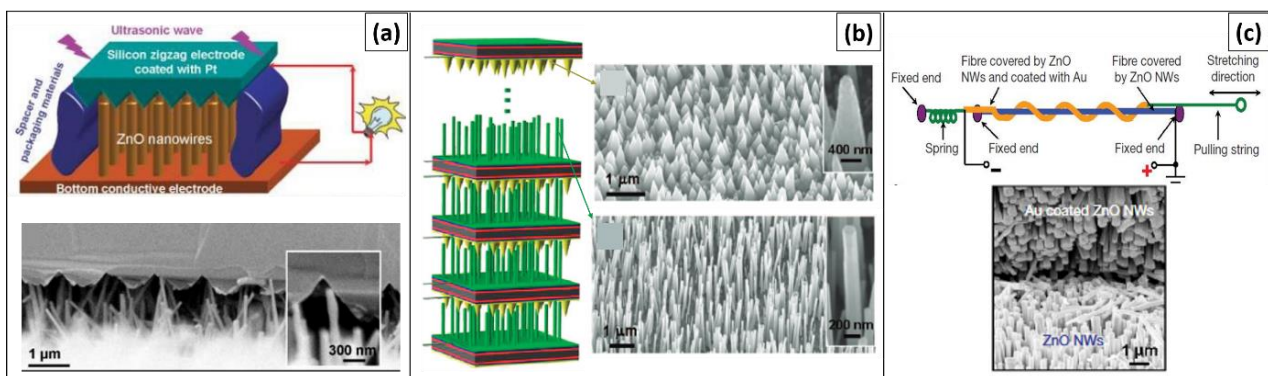 (a)
Ultrasonic wave
Silicon zigzag electrode
coated with Pt
Spacer and
packaging materials
ZnO nanowires
Bottom conductive electrode
1 µm
300 nm
(b)
400 nm
1 µm
200 nm
1 µm
(c)
Fixed end
Fibre covered by ZnO
NWs and coated with Au
Fibre covered
by ZnO NWs
Stretching
direction
Spring
Fixed end
Fixed end
Pulling string
-
+
Au coated ZnO NWs
ZnO NWs
1 µm